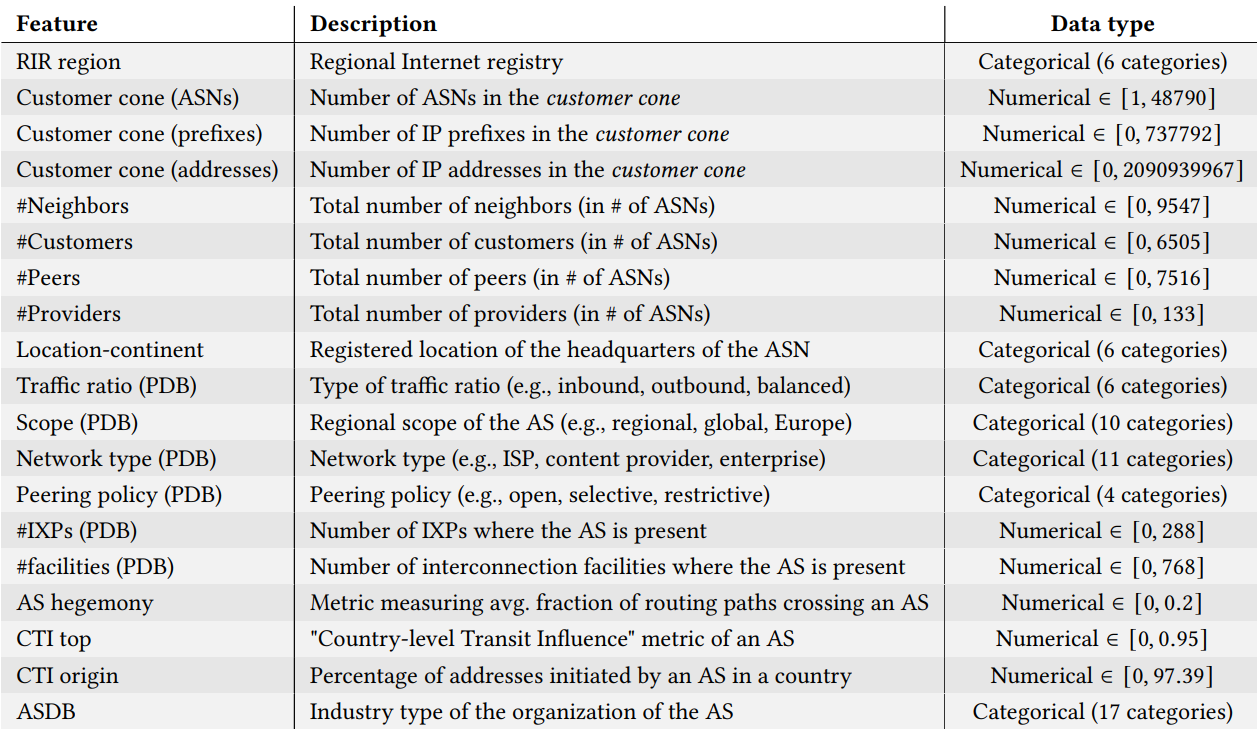 Feature Description Data type
RIR region Regional Internet registry Categorical (6 categories)
Customer cone (ASNs) Number of ASNs in the customer cone Numerical ∈ [1, 48790]
Customer cone (prefixes) Number of IP prefixes in the customer cone Numerical ∈ [0, 737792]
Customer cone (addresses) Number of IP addresses in the customer cone Numerical ∈ [0, 2090939967]
#Neighbors Total number of neighbors (in # of ASNs) Numerical ∈ [0, 9547]
#Customers Total number of customers (in # of ASNs) Numerical ∈ [0, 6505]
#Peers Total number of peers (in # of ASNs) Numerical ∈ [0, 7516]
#Providers Total number of providers (in # of ASNs) Numerical ∈ [0, 133]
Location-continent Registered location of the headquarters of the ASN Categorical (6 categories)
Traffic ratio (PDB) Type of traffic ratio (e.g., inbound, outbound, balanced) Categorical (6 categories)
Scope (PDB) Regional scope of the AS (e.g., regional, global, Europe) Categorical (10 categories)
Network type (PDB) Network type (e.g., ISP, content provider, enterprise) Categorical (11 categories)
Peering policy (PDB) Peering policy (e.g., open, selective, restrictive) Categorical (4 categories)
#IXPs (PDB) Number of IXPs where the AS is present Numerical ∈ [0, 288]
#facilities (PDB) Number of interconnection facilities where the AS is present Numerical ∈ [0, 768]
AS hegemony Metric measuring avg. fraction of routing paths crossing an AS Numerical ∈ [0, 0.2]
CTI top "Country-level Transit Influence" metric of an AS Numerical ∈ [0, 0.95]
CTI origin Percentage of addresses initiated by an AS in a country Numerical ∈ [0, 97.39]
ASDB Industry type of the organization of the AS Categorical (17 categories)